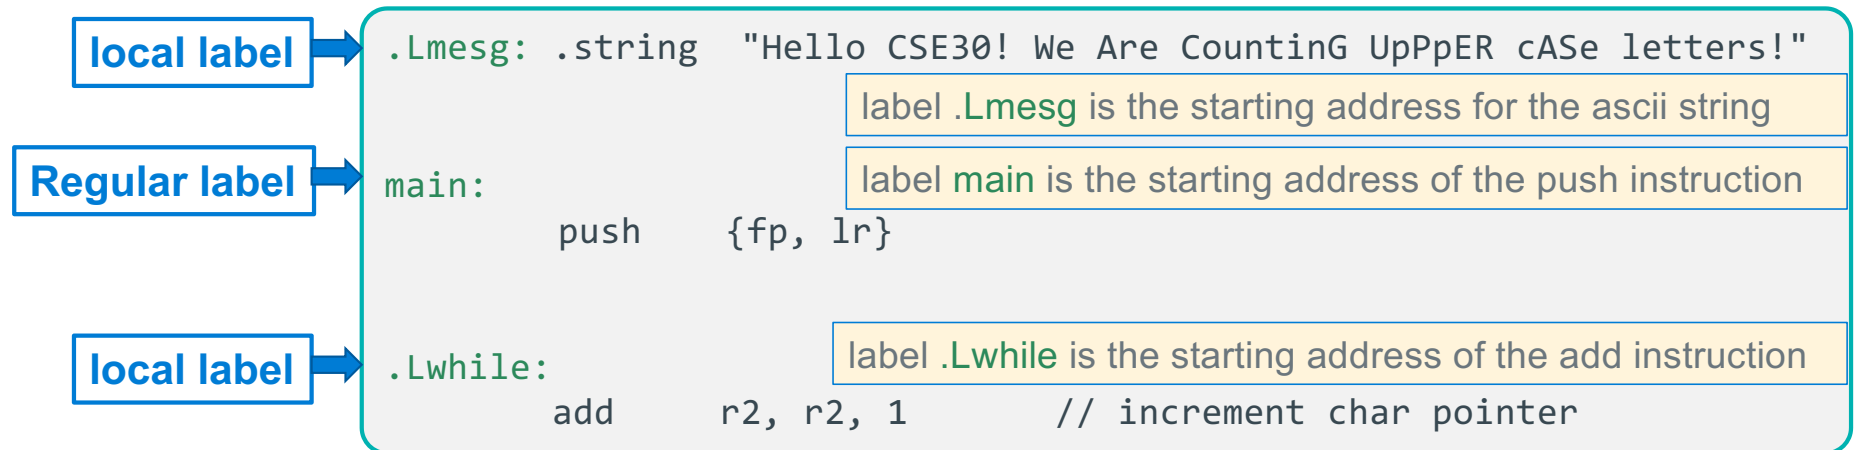 local label
.Lmesg: .string "Hello CSE30! We Are CountinG UpPpER cASe letters!"
label .Lmesg is the starting address for the ascii string
Regular label
main:
label main is the starting address of the push instruction
push {fp, lr}
local label
.Lwhile:
label .Lwhile is the starting address of the add instruction
add r2, r2, 1 // increment char pointer